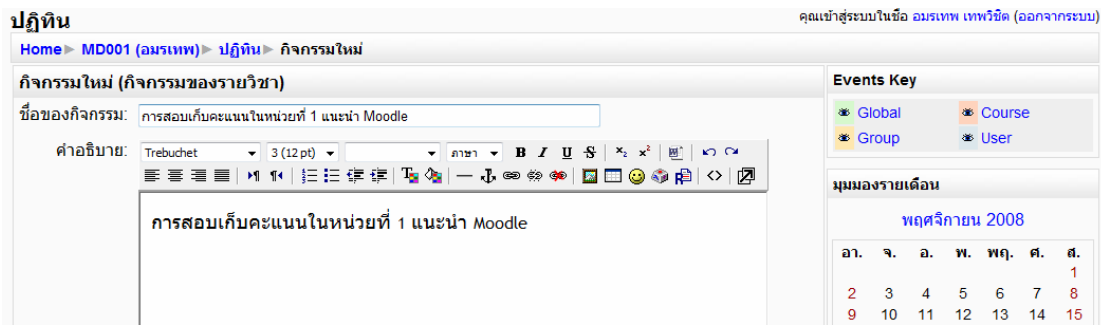 ปฏิทิน
คุณเข้าสู่ระบบในชื่อ อมรเทพ เทพวิชิต (ออกจากระบบ)
Home► MD001 (อมรเทพ)► ปฏิทิน► กิจกรรมใหม่
กิจกรรมใหม่ (กิจกรรมของรายวิชา)
ชื่อของกิจกรรม: การสอบเก็บคะแนนในหน่วยที่ 1 แนะนำ Moodle
คำอธิบาย: Trebuchet 3 (12 pt) ภาษา B I U S x₂ x²
การสอบเก็บคะแนนในหน่วยที่ 1 แนะนำ Moodle
Events Key
Global Course
Group User
มุมมองรายเดือน
พฤศจิกายน 2008
อา. จ. อ. พ. พฤ. ศ. ส.
1
2 3 4 5 6 7 8
9 10 11 12 13 14 15